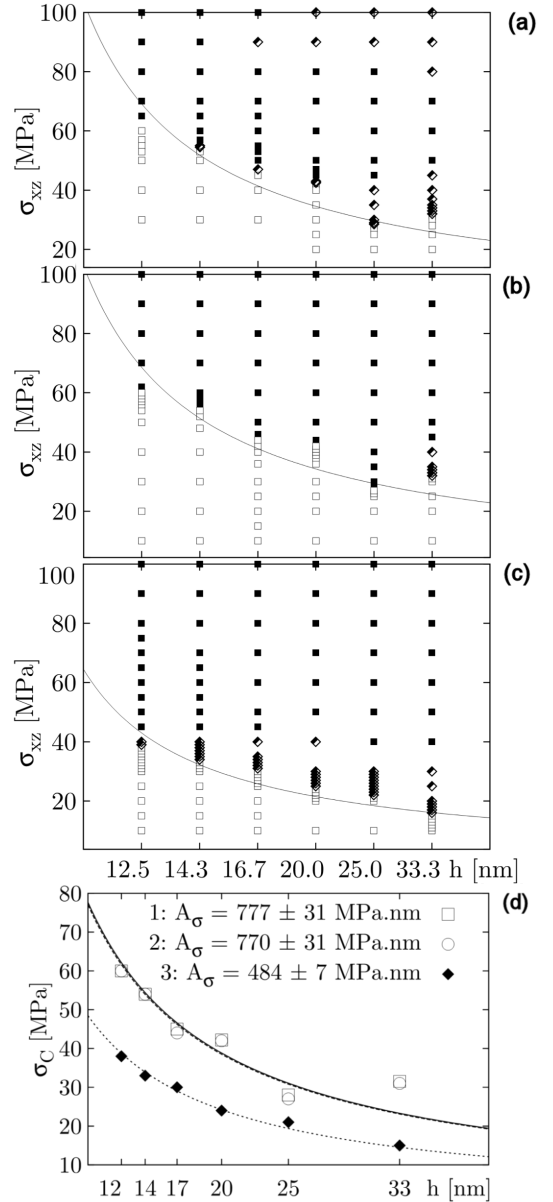 (a)
100
80
60
40
20
σxz [MPa]
(b)
100
80
60
40
20
σxz [MPa]
(c)
100
80
60
40
20
σxz [MPa]
12.5 14.3 16.7 20.0 25.0 33.3 h [nm]
(d)
80
70
60
50
40
30
20
10
σC [MPa]
1: Aσ = 777 ± 31 MPa.nm
2: Aσ = 770 ± 31 MPa.nm
3: Aσ = 484 ± 7 MPa.nm
12 14 17 20 25 33 h [nm]